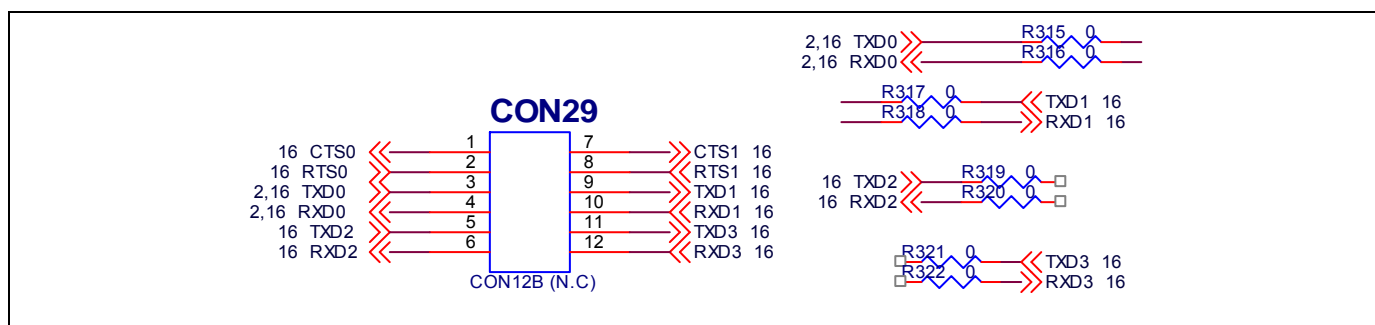 CON29
1 7
16 CTS0 CTS1 16
2 8
16 RTS0 RTS1 16
3 9
2,16 TXD0 TXD1 16
4 10
2,16 RXD0 RXD1 16
5 11
16 TXD2 TXD3 16
6 12
16 RXD2 RXD3 16
CON12B (N.C)
R315 0
2,16 TXD0
R316 0
2,16 RXD0
R317 0
TXD1 16
R318 0
RXD1 16
R319 0
16 TXD2
R320 0
16 RXD2
R321 0
TXD3 16
R322 0
RXD3 16